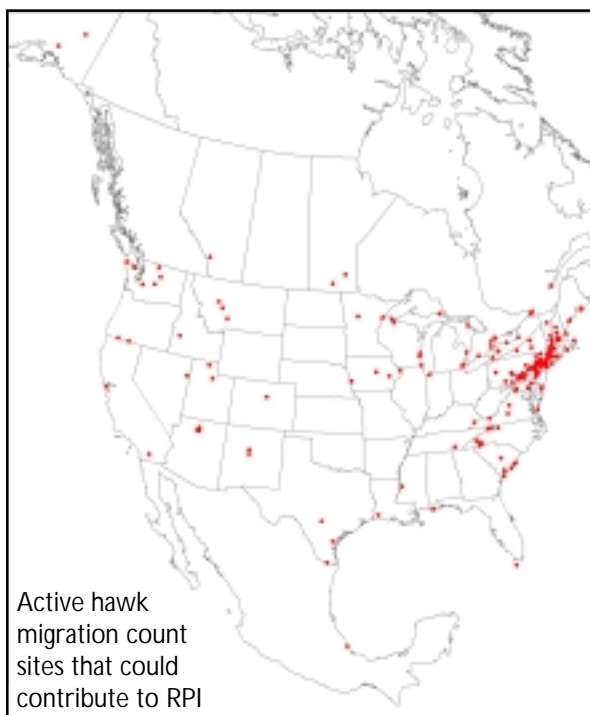 Active hawk
migration count
sites that could
contribute to RPI